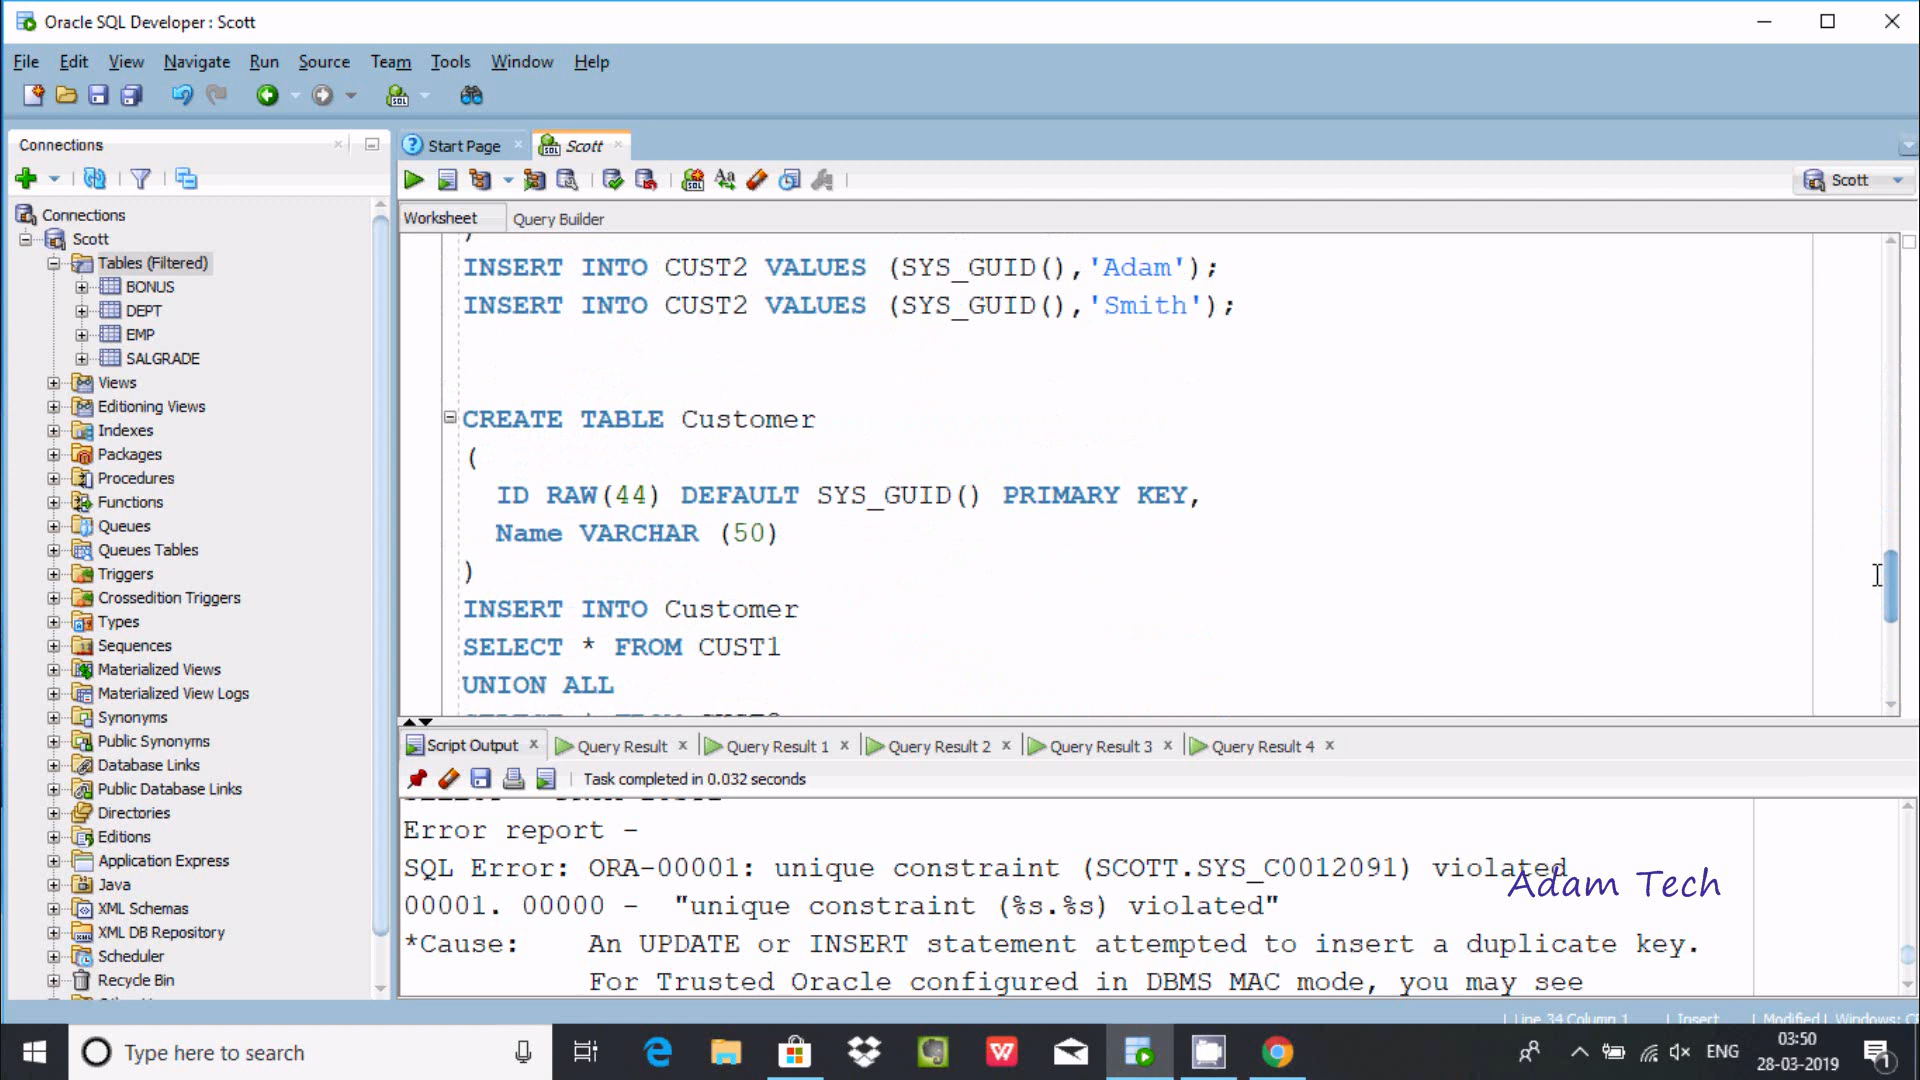 Oracle SQL Developer : Scott
File Edit View Navigate Run Source Team Tools Window Help
Connections
Start Page
Scott
Scott
Worksheet
Query Builder
Connections
Scott
Tables (Filtered)
BONUS
DEPT
EMP
SALGRADE
Views
Editioning Views
Indexes
Packages
Procedures
Functions
Queues
Queues Tables
Triggers
Crossedition Triggers
Types
Sequences
Materialized Views
Materialized View Logs
Synonyms
Public Synonyms
Database Links
Public Database Links
Directories
Editions
Application Express
Java
XML Schemas
XML DB Repository
Scheduler
Recycle Bin
INSERT INTO CUST2 VALUES (SYS_GUID(),'Adam');
INSERT INTO CUST2 VALUES (SYS_GUID(),'Smith');
CREATE TABLE Customer
(
ID RAW(44) DEFAULT SYS_GUID() PRIMARY KEY,
Name VARCHAR (50)
)
INSERT INTO Customer
SELECT * FROM CUST1
UNION ALL
Script Output
Query Result
Query Result 1
Query Result 2
Query Result 3
Query Result 4
Task completed in 0.032 seconds
Error report -
SQL Error: ORA-00001: unique constraint (SCOTT.SYS_C0012091) violated
00001. 00000 - "unique constraint (%s.%s) violated"
*Cause: An UPDATE or INSERT statement attempted to insert a duplicate key.
For Trusted Oracle configured in DBMS MAC mode, you may see
Adam Tech
Line 34 Column 1
Insert
Modified
Windows:
Type here to search
ENG
03:50
28-03-2019
1